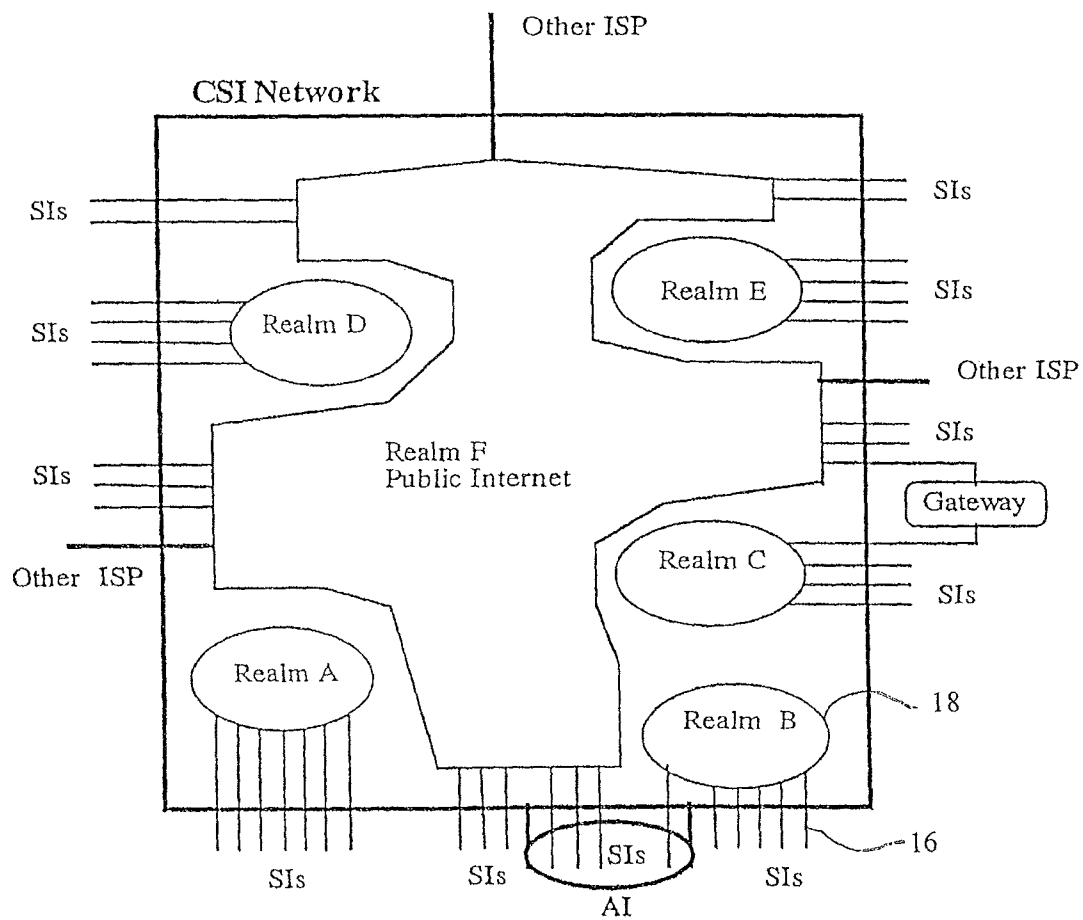 Other ISP
CSI Network
SIs
SIs
Realm E
SIs
Realm D
SIs
Other ISP
SIs
Realm F
Public Internet
SIs
Gateway
Realm C
Other ISP
SIs
Realm A
18
Realm B
16
SIs
SIs
SIs
SIs
AI